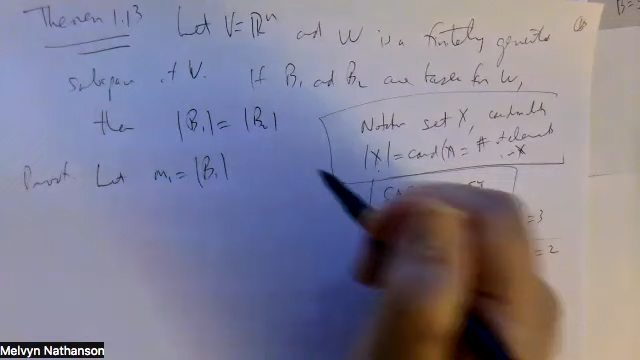 Theorem 1.13 Let V = ℝⁿ and W is a finitely generated
subspace of V. If B₁ and B₂ are bases for W,
then |B₁| = |B₂|
Notation set X, cardinality
|X| = card(X) = # of elements in X
Proof. Let m₁ = |B₁|
= 3
= 2
Melvyn Nathanson